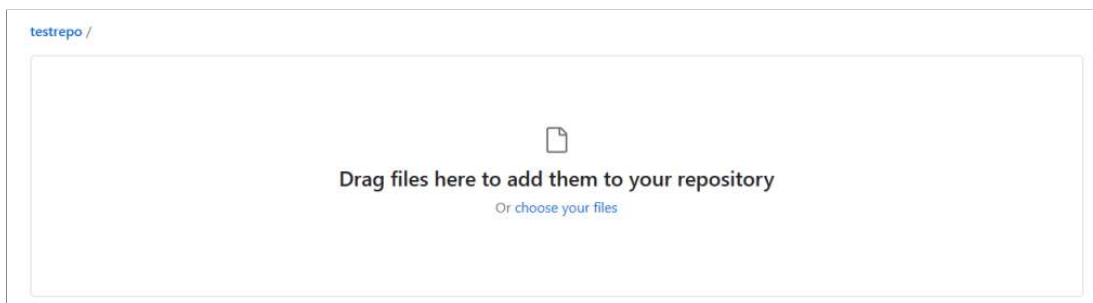 testrepo /
Drag files here to add them to your repository
Or choose your files